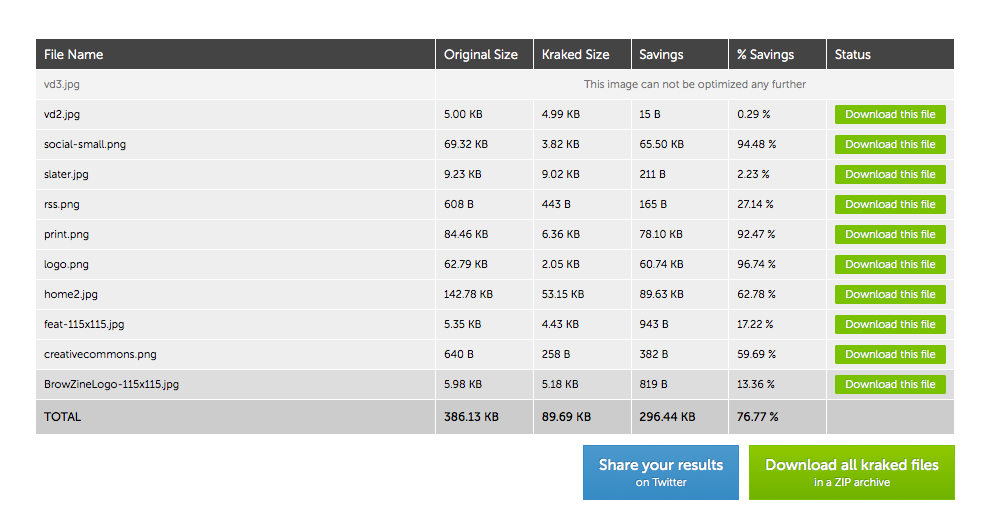 File Name Original Size Kraked Size Savings % Savings Status
vd3.jpg This image can not be optimized any further
vd2.jpg 5.00 KB 4.99 KB 15 B 0.29 % Download this file
social-small.png 69.32 KB 3.82 KB 65.50 KB 94.48 % Download this file
slater.jpg 9.23 KB 9.02 KB 211 B 2.23 % Download this file
rss.png 608 B 443 B 165 B 27.14 % Download this file
print.png 84.46 KB 6.36 KB 78.10 KB 92.47 % Download this file
logo.png 62.79 KB 2.05 KB 60.74 KB 96.74 % Download this file
home2.jpg 142.78 KB 53.15 KB 89.63 KB 62.78 % Download this file
feat-115x115.jpg 5.35 KB 4.43 KB 943 B 17.22 % Download this file
creativecommons.png 640 B 258 B 382 B 59.69 % Download this file
BrowZineLogo-115x115.jpg 5.98 KB 5.18 KB 819 B 13.36 % Download this file
TOTAL 386.13 KB 89.69 KB 296.44 KB 76.77 %
Share your results
on Twitter
Download all kraked files
in a ZIP archive